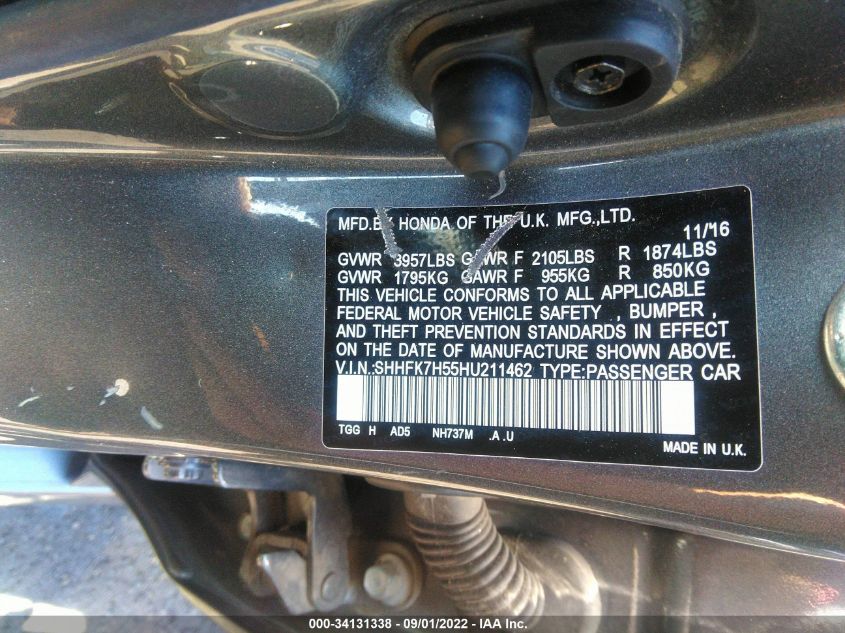 MFD.BY HONDA OF THE U.K. MFG.,LTD.
11/16
GVWR 3957LBS GAWR F 2105LBS R 1874LBS
GVWR 1795KG GAWR F 955KG R 850KG
THIS VEHICLE CONFORMS TO ALL APPLICABLE
FEDERAL MOTOR VEHICLE SAFETY , BUMPER ,
AND THEFT PREVENTION STANDARDS IN EFFECT
ON THE DATE OF MANUFACTURE SHOWN ABOVE.
V.I.N.:SHHFK7H55HU211462 TYPE:PASSENGER CAR
TGG H AD5 NH737M .A .U
MADE IN U.K.
000-34131338 - 09/01/2022 - IAA Inc.